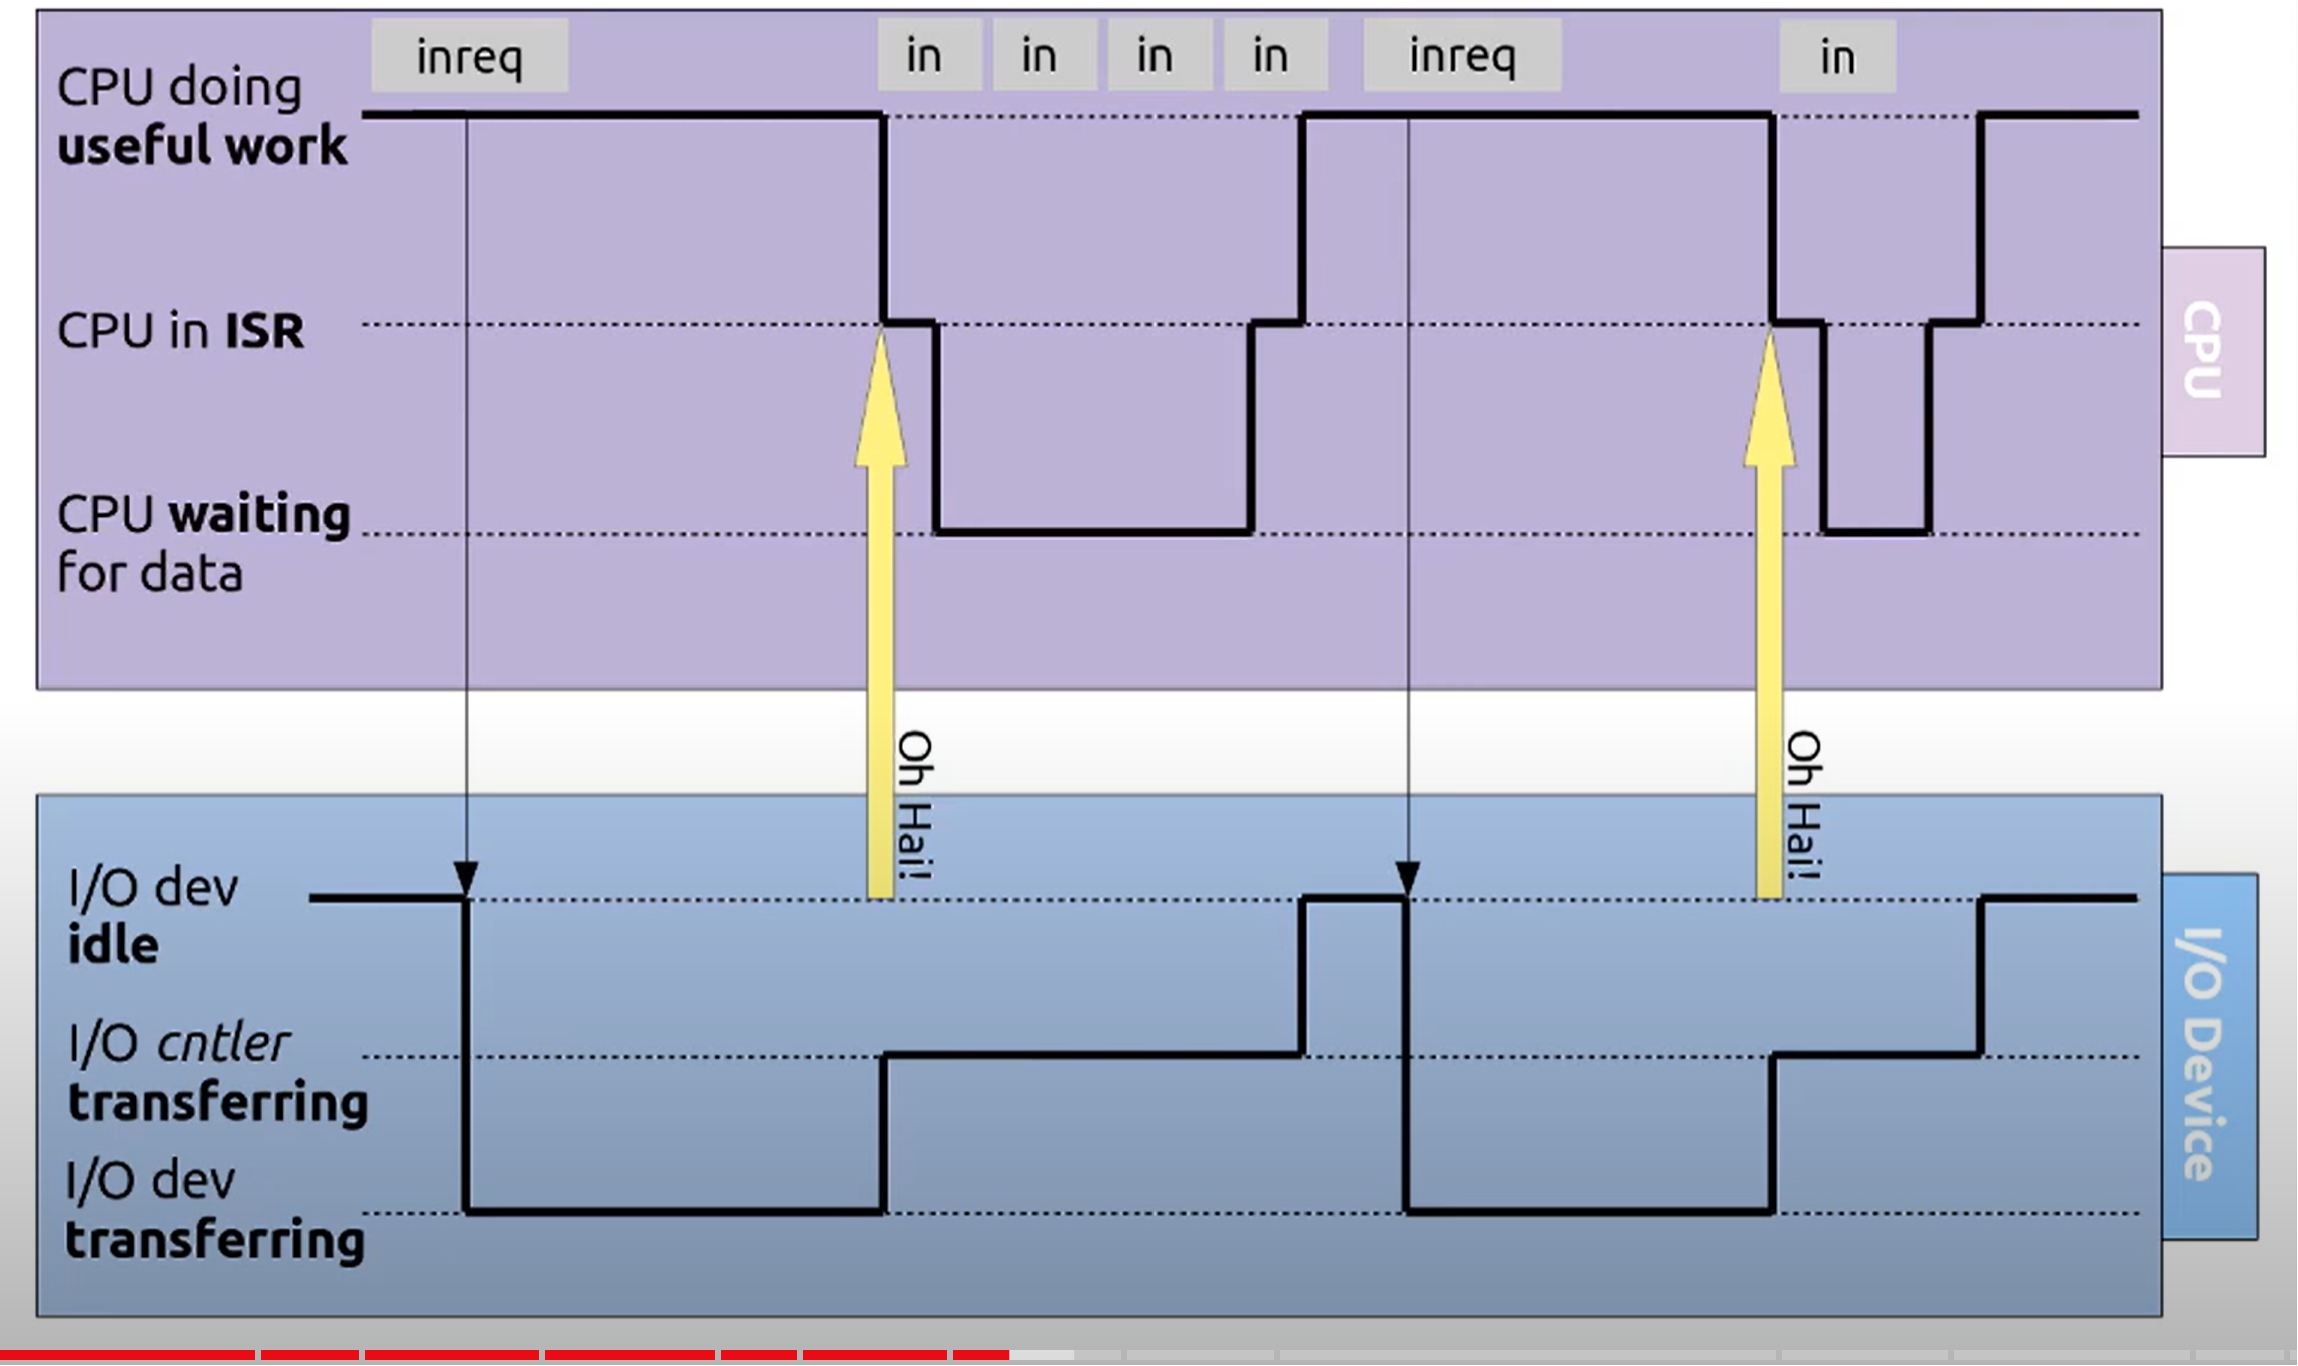 inreq
in
in
in
in
inreq
in
CPU doing
useful work
CPU in ISR
CPU waiting
for data
CPU
Oh Hai!
Oh Hai!
I/O dev
idle
I/O cntler
transferring
I/O dev
transferring
I/O Device